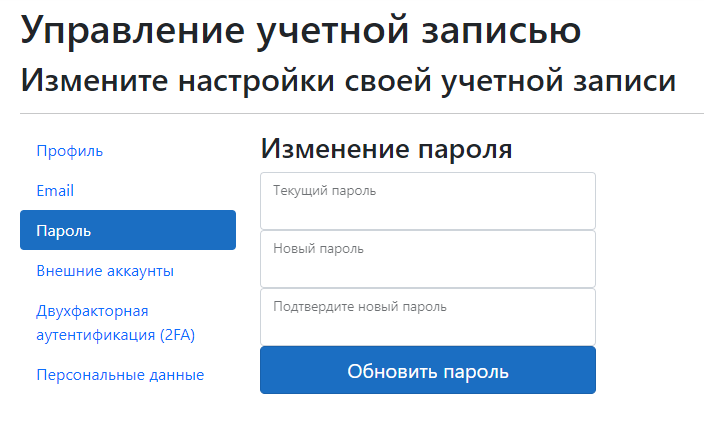 Управление учетной записью
Измените настройки своей учетной записи
Профиль
Email
Пароль
Внешние аккаунты
Двухфакторная
аутентификация (2FA)
Персональные данные
Изменение пароля
Текущий пароль
Новый пароль
Подтвердите новый пароль
Обновить пароль